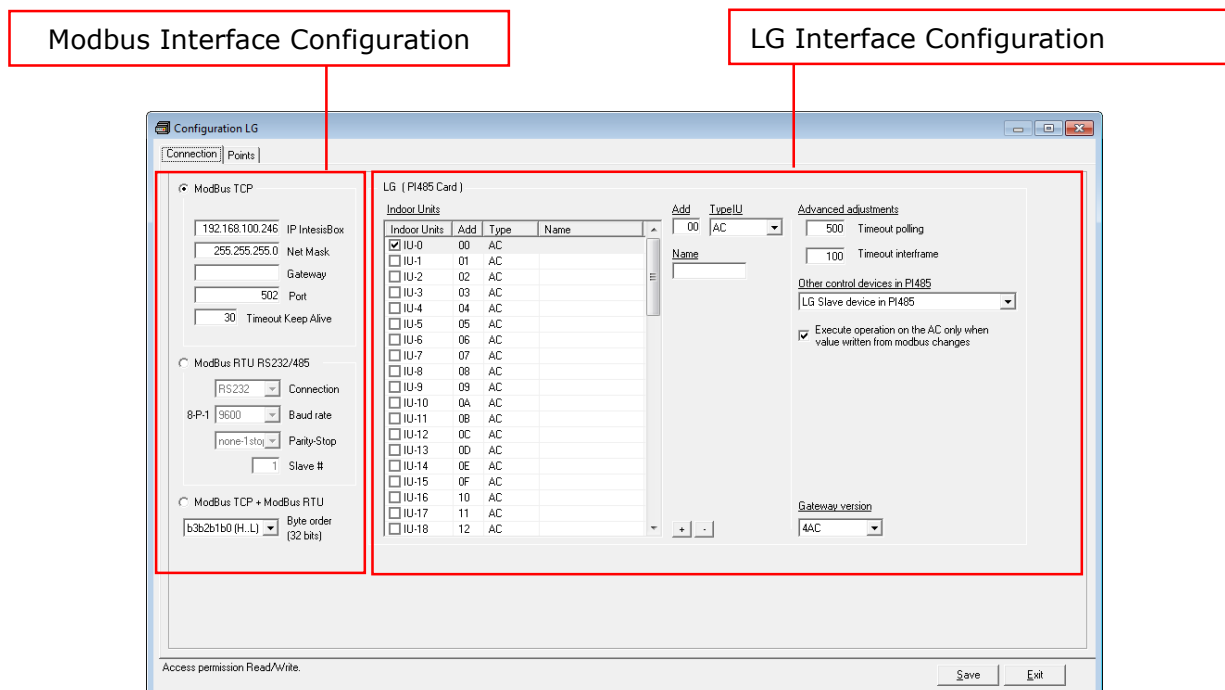 Modbus Interface Configuration
LG Interface Configuration
Configuration LG
Connection
Points
ModBus TCP
192.168.100.246 IP IntesisBox
255.255.255.0 Net Mask
Gateway
502 Port
30 Timeout Keep Alive
ModBus RTU RS232/485
RS232 Connection
8-P-1 9600 Baud rate
none-1stop Parity-Stop
1 Slave #
ModBus TCP + ModBus RTU
b3b2b1b0 (H..L) Byte order
(32 bits)
LG ( PI485 Card )
Indoor Units
Indoor Units Add Type Name
IU-0 00 AC
IU-1 01 AC
IU-2 02 AC
IU-3 03 AC
IU-4 04 AC
IU-5 05 AC
IU-6 06 AC
IU-7 07 AC
IU-8 08 AC
IU-9 09 AC
IU-10 0A AC
IU-11 0B AC
IU-12 0C AC
IU-13 0D AC
IU-14 0E AC
IU-15 0F AC
IU-16 10 AC
IU-17 11 AC
IU-18 12 AC
Add TypeIU
00 AC
Name
+ -
Advanced adjustments
500 Timeout polling
100 Timeout interframe
Other control devices in PI485
LG Slave device in PI485
Execute operation on the AC only when
value written from modbus changes
Gateway version
4AC
Access permission Read/Write.
Save Exit